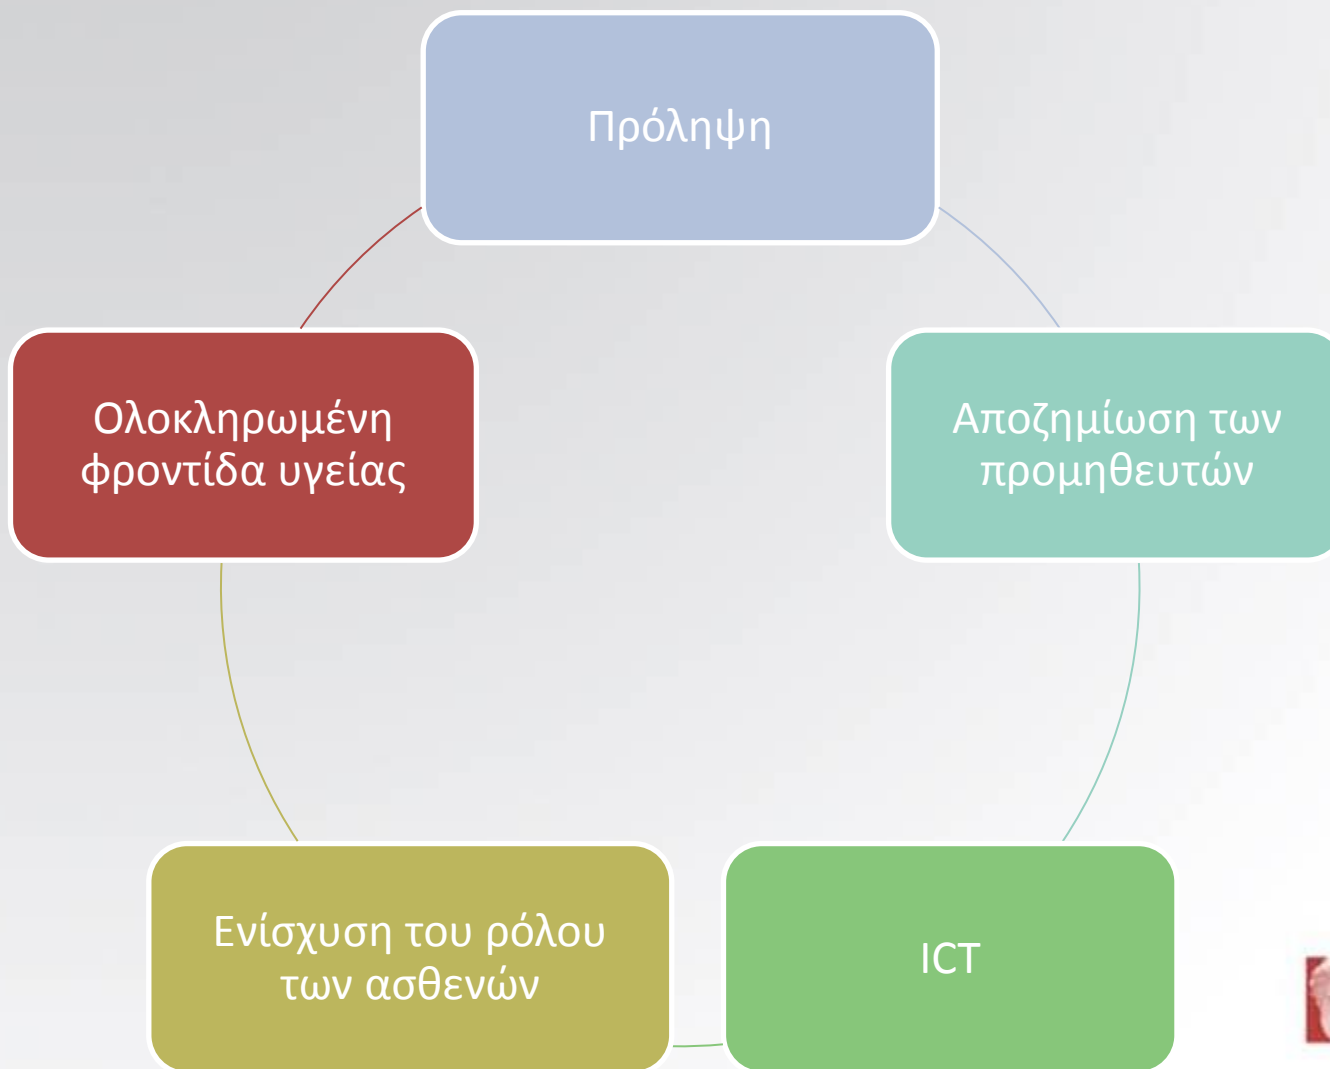 Πρόληψη
Ολοκληρωμένη
φροντίδα υγείας
Αποζημίωση των
προμηθευτών
Ενίσχυση του ρόλου
των ασθενών
ICT